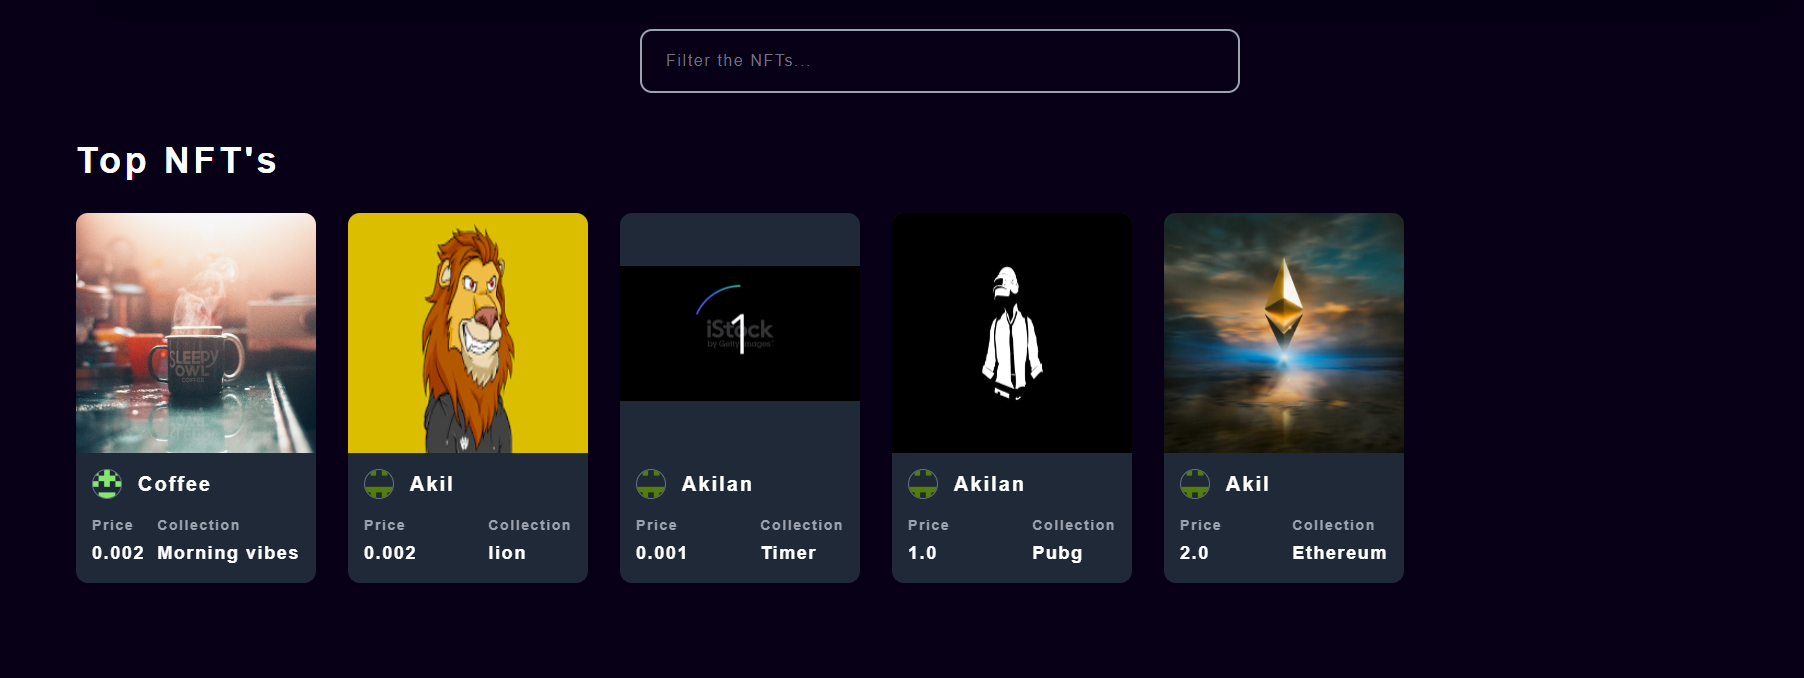 Filter the NFTs...
Top NFT's
SLEEPY
OWL
COFFEE
1
iStock
by Getty Images™
Coffee
Price Collection
0.002 Morning vibes
Akil
Price Collection
0.002 lion
Akilan
Price Collection
0.001 Timer
Akilan
Price Collection
1.0 Pubg
Akil
Price Collection
2.0 Ethereum